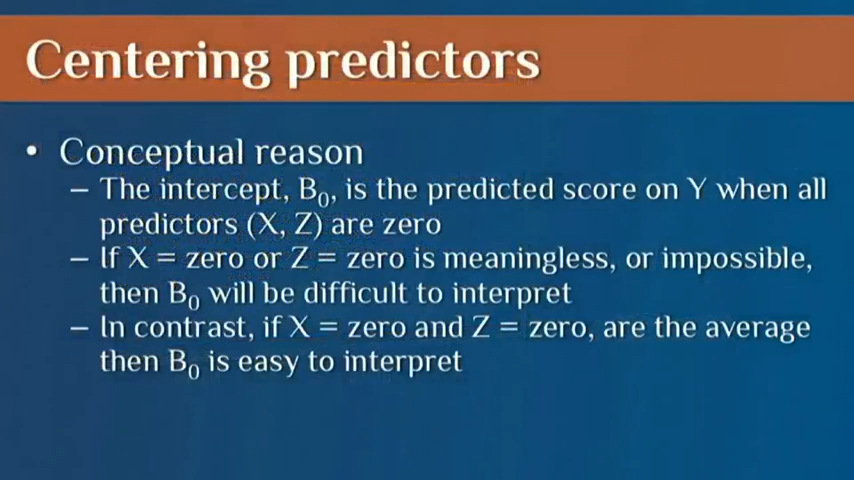 Centering predictors
• Conceptual reason
– The intercept, B₀, is the predicted score on Y when all
predictors (X, Z) are zero
– If X = zero or Z = zero is meaningless, or impossible,
then B₀ will be difficult to interpret
– In contrast, if X = zero and Z = zero, are the average
then B₀ is easy to interpret